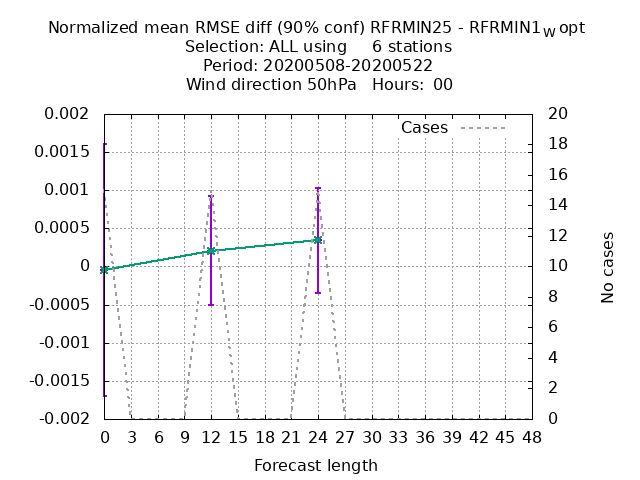 Normalized mean RMSE diff (90% conf) RFRMIN25 - RFRMIN1wopt
Selection: ALL using 6 stations
Period: 20200508-20200522
Wind direction 50hPa Hours: 00
Cases
0.002
0.0015
0.001
0.0005
0
-0.0005
-0.001
-0.0015
-0.002
20
18
16
14
12
10
8
6
4
2
0
No cases
0 3 6 9 12 15 18 21 24 27 30 33 36 39 42 45 48
Forecast length